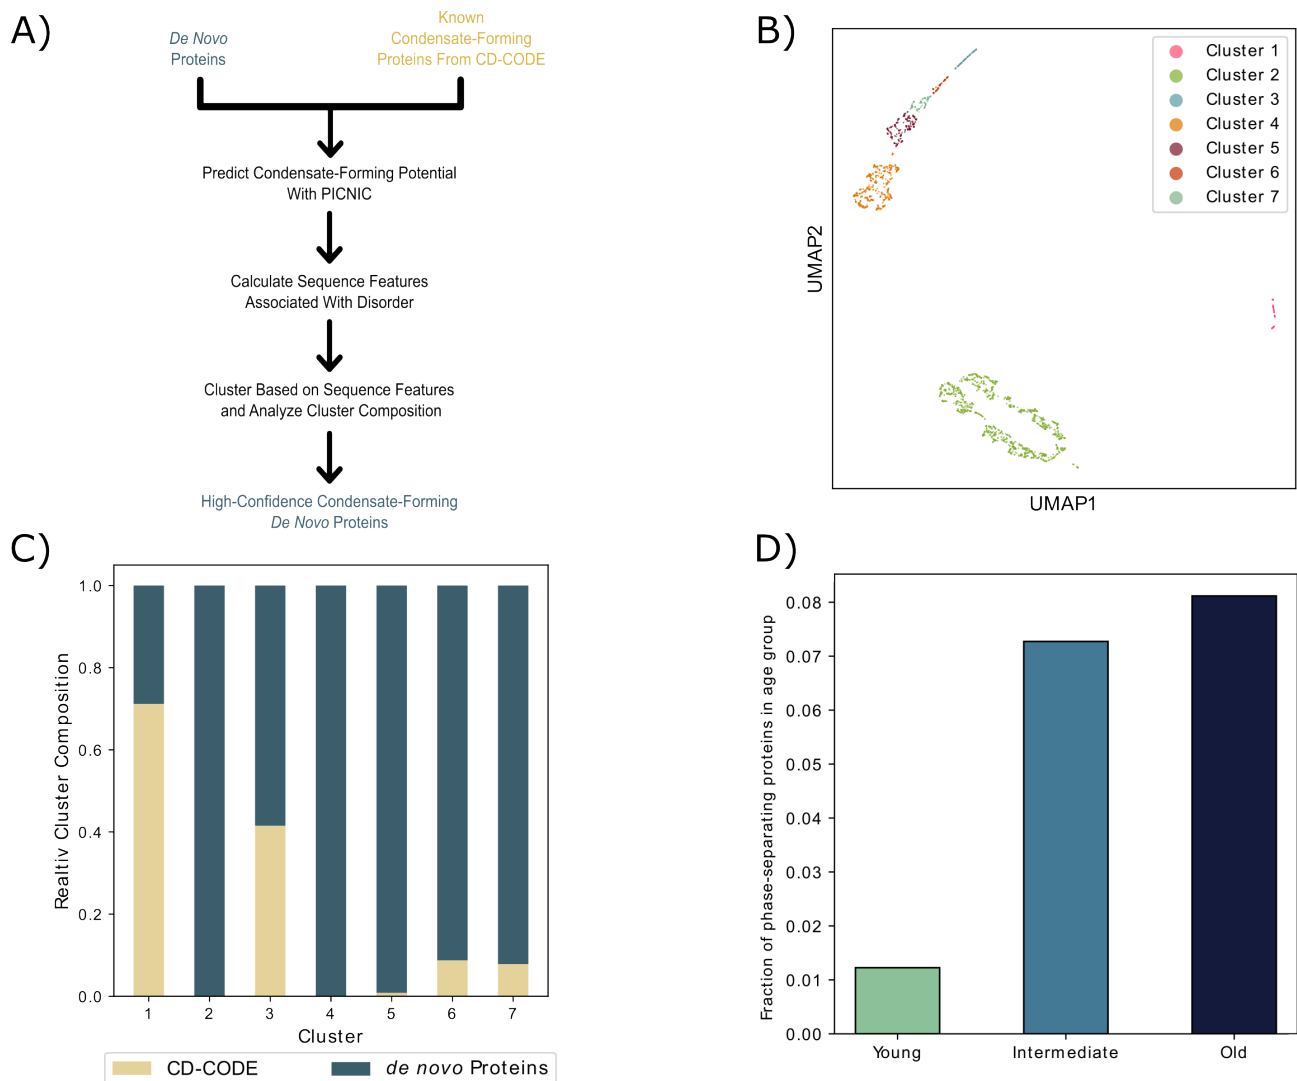 A)
De Novo
Proteins
Known
Condensate-Forming
Proteins From CD-CODE
Predict Condensate-Forming Potential
With PICNIC
Calculate Sequence Features
Associated With Disorder
Cluster Based on Sequence Features
and Analyze Cluster Composition
High-Confidence Condensate-Forming
De Novo Proteins
B)
Cluster 1
Cluster 2
Cluster 3
Cluster 4
Cluster 5
Cluster 6
Cluster 7
UMAP2
UMAP1
C)
1.0
0.8
0.6
0.4
0.2
0.0
Realtiv Cluster Composition
1 2 3 4 5 6 7
Cluster
CD-CODE
de novo Proteins
D)
0.08
0.07
0.06
0.05
0.04
0.03
0.02
0.01
0.00
Fraction of phase-separating proteins in age group
Young Intermediate Old